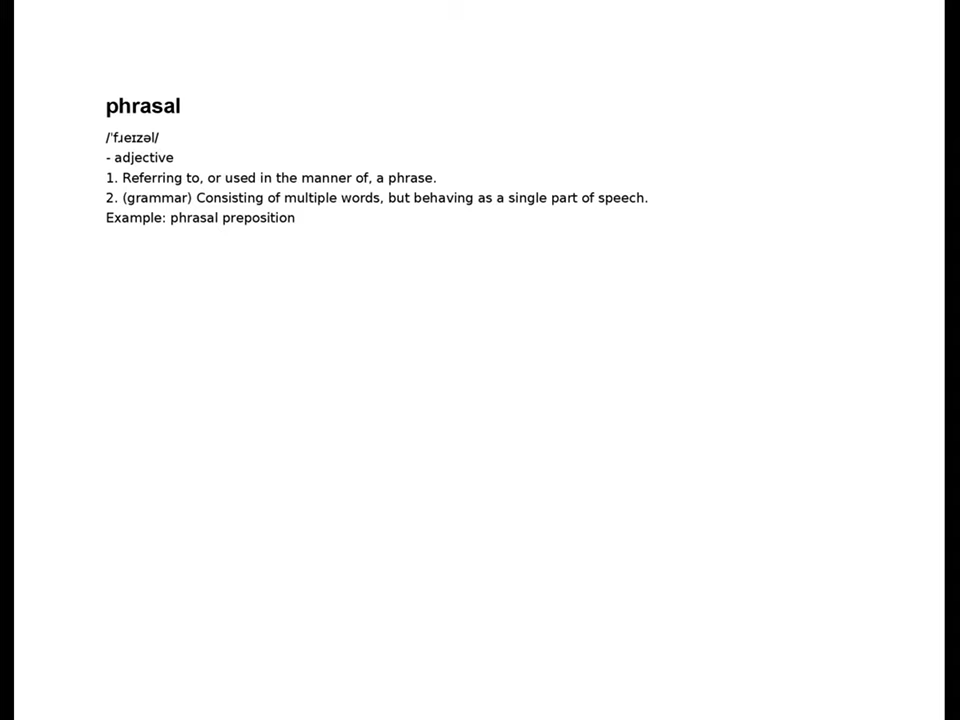 phrasal
/ˈfɹeɪzəl/
- adjective
1. Referring to, or used in the manner of, a phrase.
2. (grammar) Consisting of multiple words, but behaving as a single part of speech.
Example: phrasal preposition